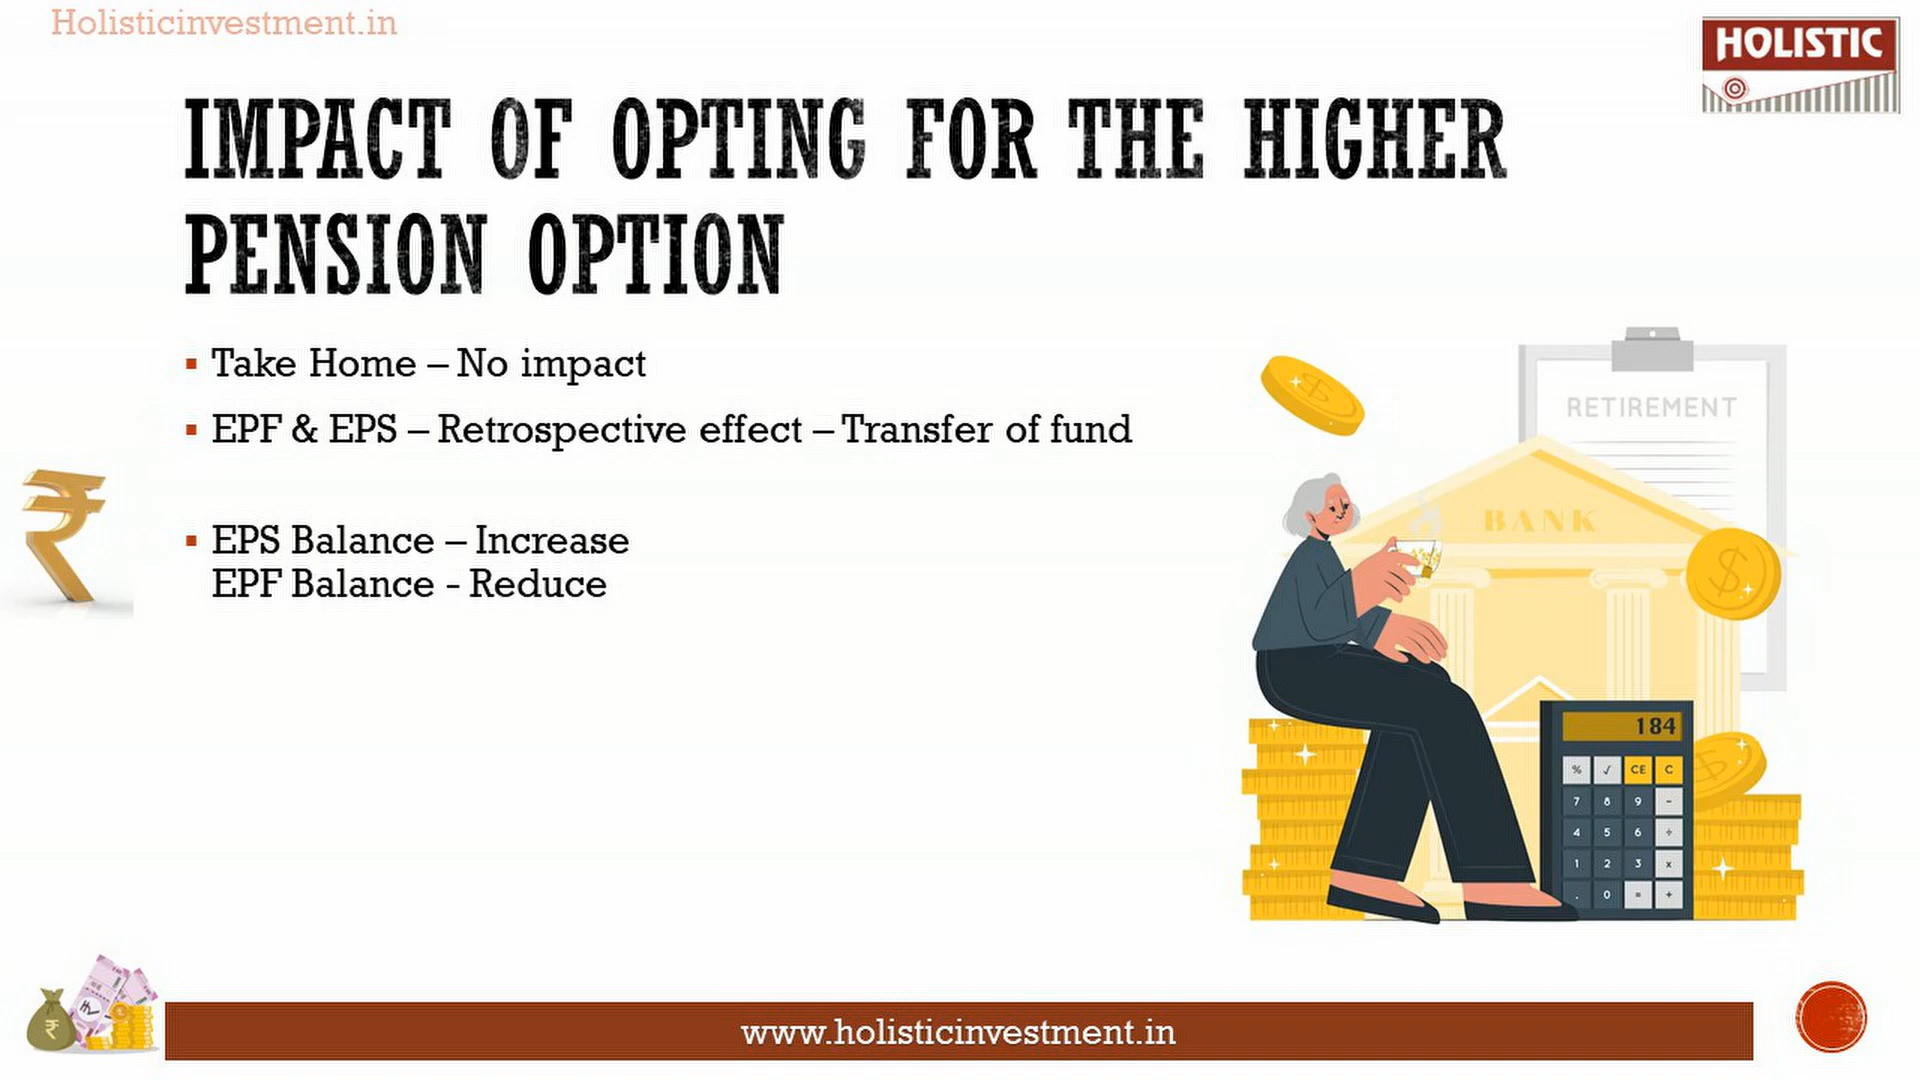 Holisticinvestment.in
HOLISTIC
IMPACT OF OPTING FOR THE HIGHER
PENSION OPTION
▪ Take Home – No impact
▪ EPF & EPS – Retrospective effect – Transfer of fund
▪ EPS Balance – Increase
EPF Balance - Reduce
RETIREMENT
BANK
184
% √ CE C
7 8 9 -
4 5 6 ÷
1 2 3 x
. 0 = +
www.holisticinvestment.in